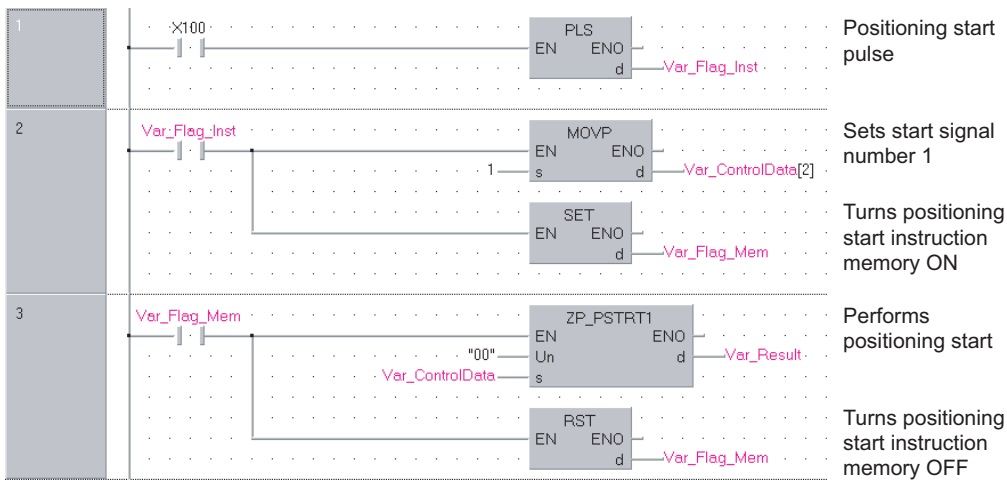 1
X100
PLS
EN ENO
d
Var_Flag_Inst
Positioning start
pulse
2
Var_Flag_Inst
MOVP
EN ENO
1 s d Var_ControlData[2]
Sets start signal
number 1
SET
EN ENO
d Var_Flag_Mem
Turns positioning
start instruction
memory ON
3
Var_Flag_Mem
ZP_PSTRT1
EN ENO
"00" Un d Var_Result
Var_ControlData s
Performs
positioning start
RST
EN ENO
d Var_Flag_Mem
Turns positioning
start instruction
memory OFF